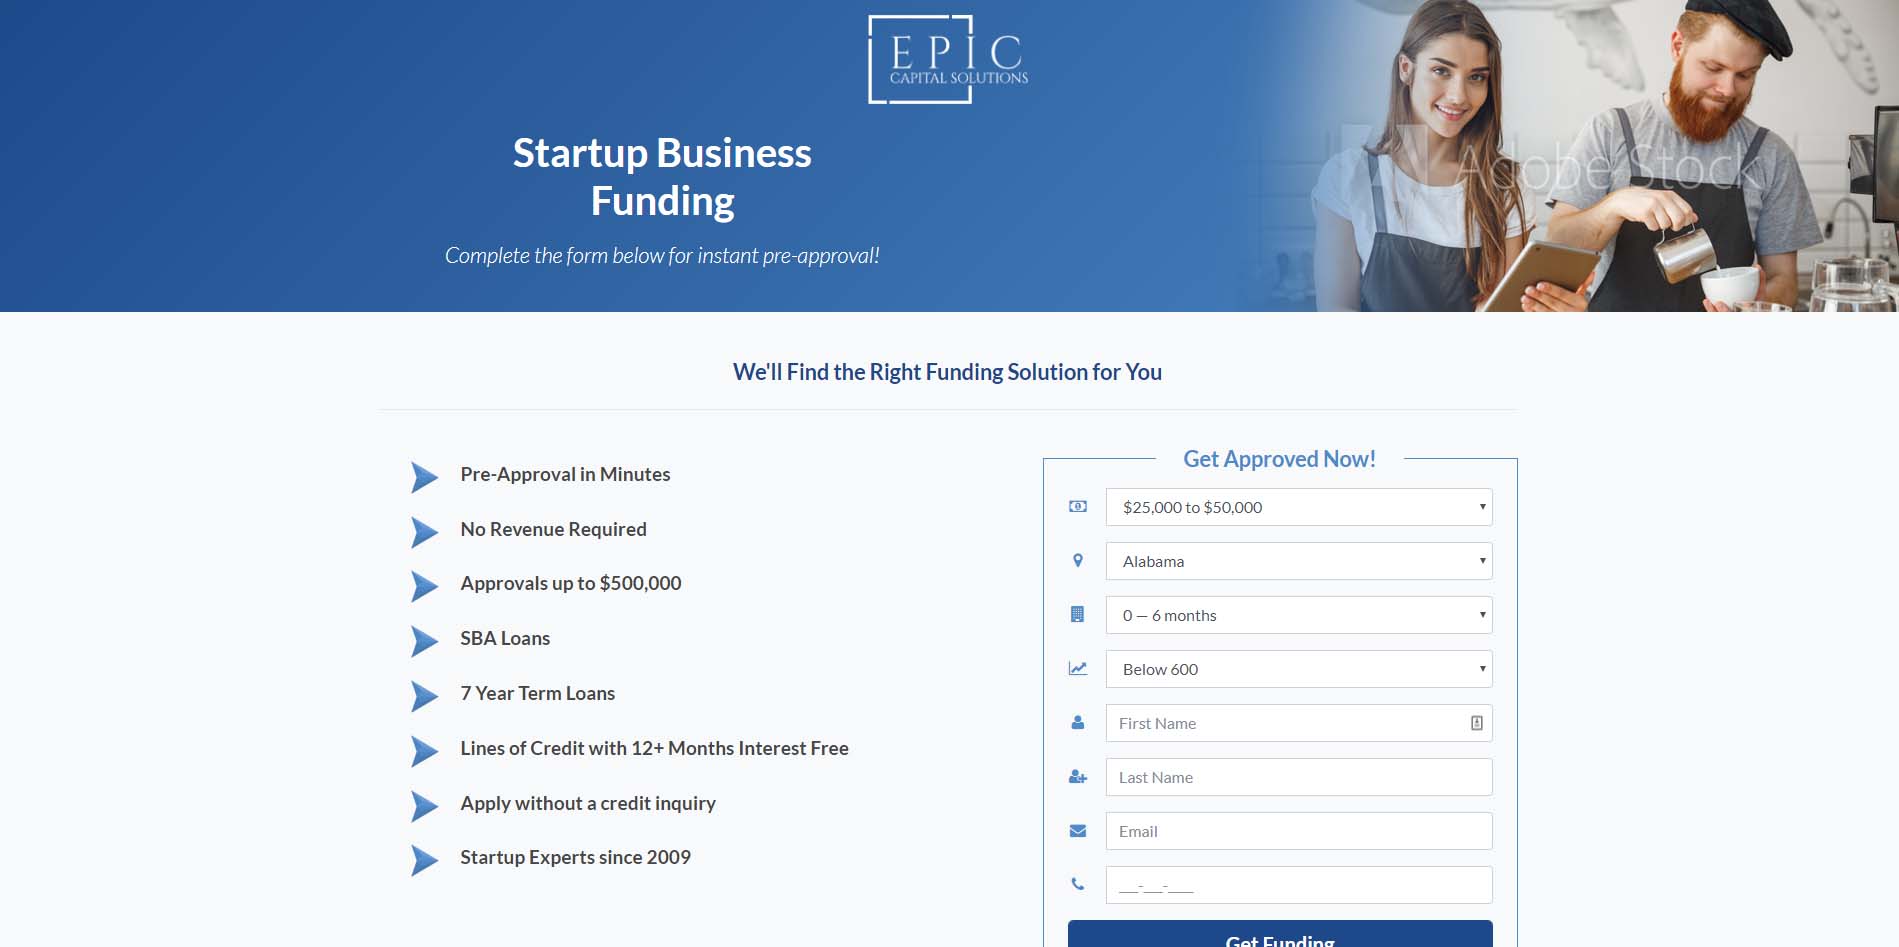 EPIC
CAPITAL SOLUTIONS
Startup Business
Funding
Complete the form below for instant pre-approval!
Adobe Stock
We'll Find the Right Funding Solution for You
Pre-Approval in Minutes
No Revenue Required
Approvals up to $500,000
SBA Loans
7 Year Term Loans
Lines of Credit with 12+ Months Interest Free
Apply without a credit inquiry
Startup Experts since 2009
Get Approved Now!
$25,000 to $50,000
Alabama
0 — 6 months
Below 600
First Name
Last Name
Email
___-___-____
Get Funding